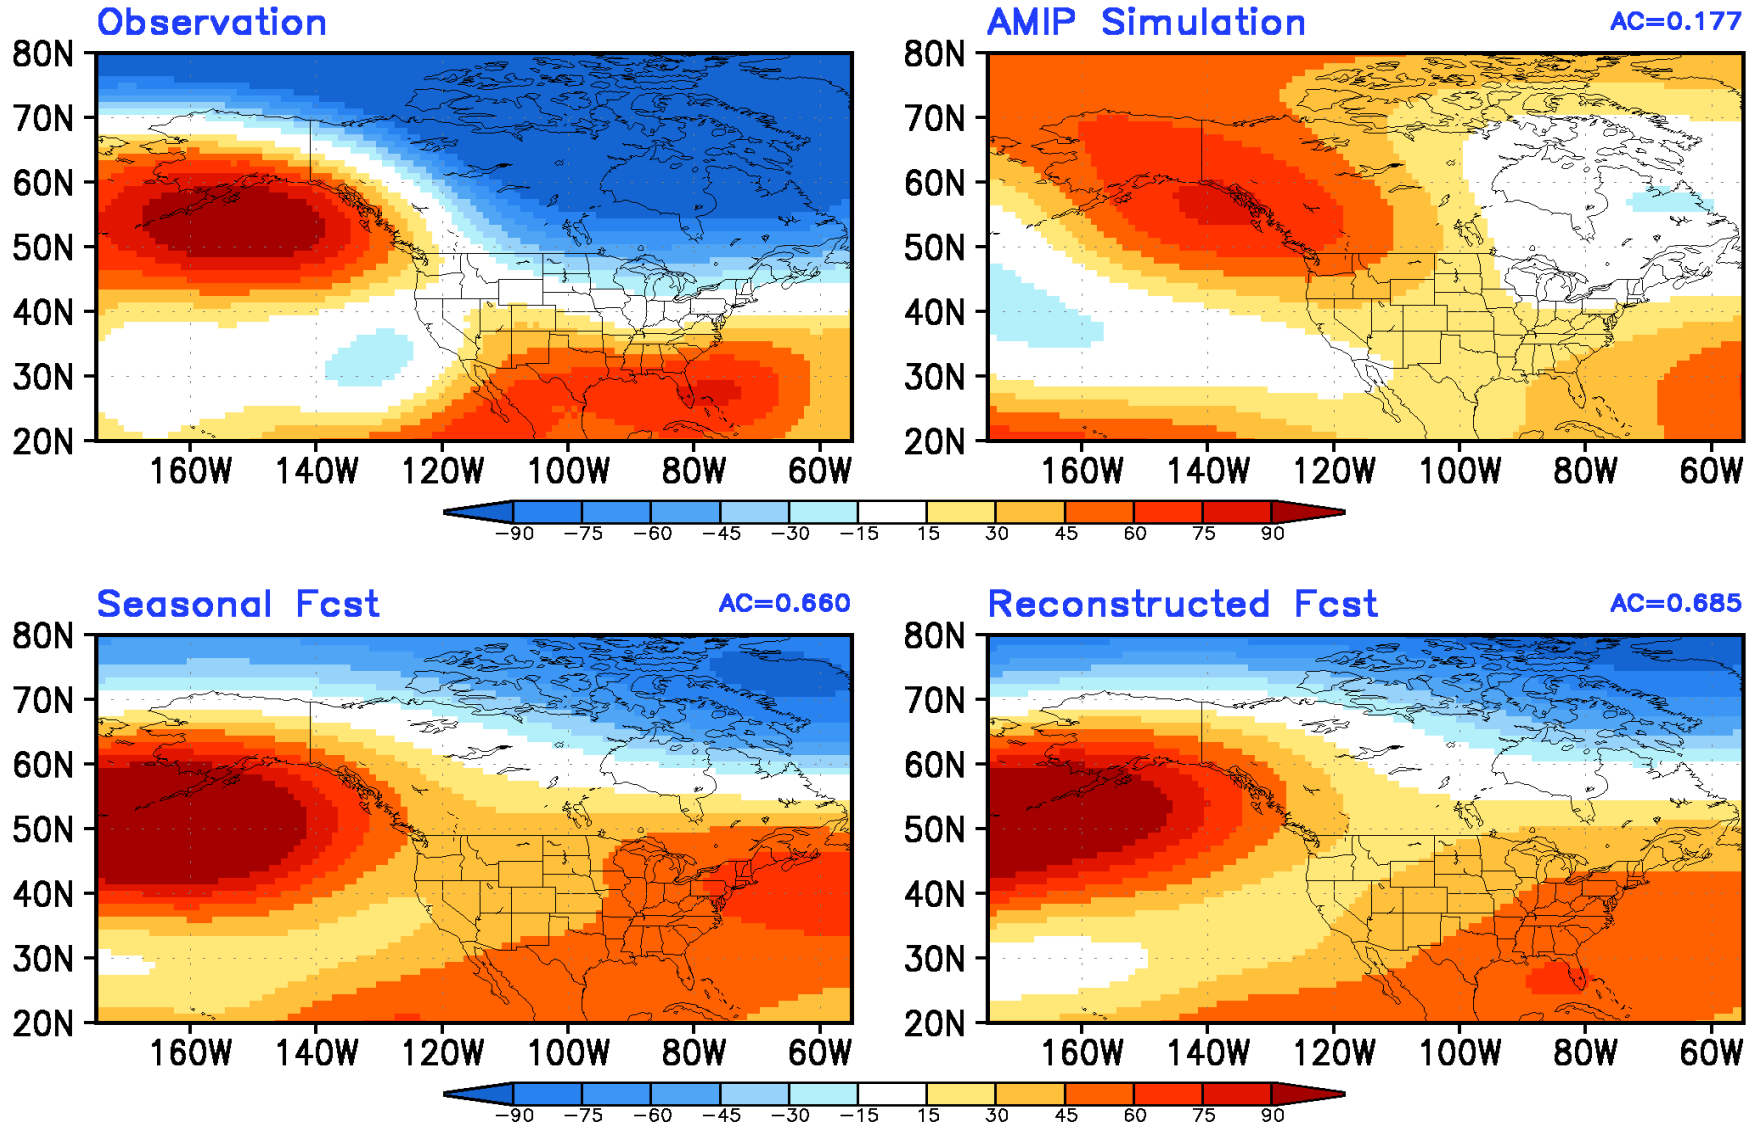 Observation
AMIP Simulation AC=0.177
80N 80N
70N 70N
60N 60N
50N 50N
40N 40N
30N 30N
20N 20N
160W 140W 120W 100W 80W 60W 160W 140W 120W 100W 80W 60W
-90 -75 -60 -45 -30 -15 15 30 45 60 75 90
Seasonal Fcst AC=0.660
Reconstructed Fcst AC=0.685
80N 80N
70N 70N
60N 60N
50N 50N
40N 40N
30N 30N
20N 20N
160W 140W 120W 100W 80W 60W 160W 140W 120W 100W 80W 60W
-90 -75 -60 -45 -30 -15 15 30 45 60 75 90